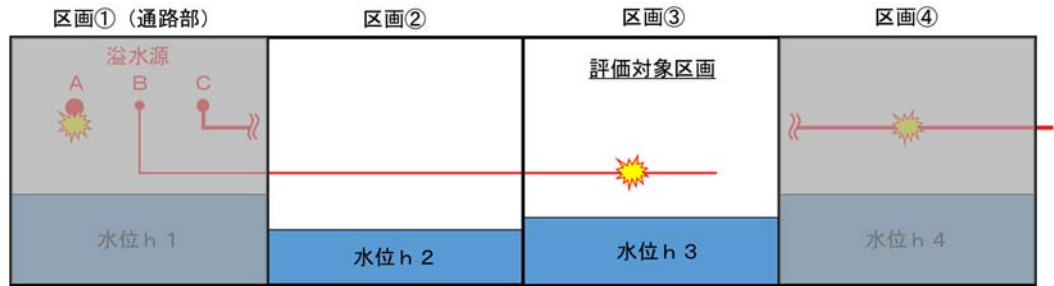 区画①（通路部）
区画②
区画③
区画④
溢水源
A
B
C
評価対象区画
水位ｈ１
水位ｈ２
水位ｈ３
水位ｈ４